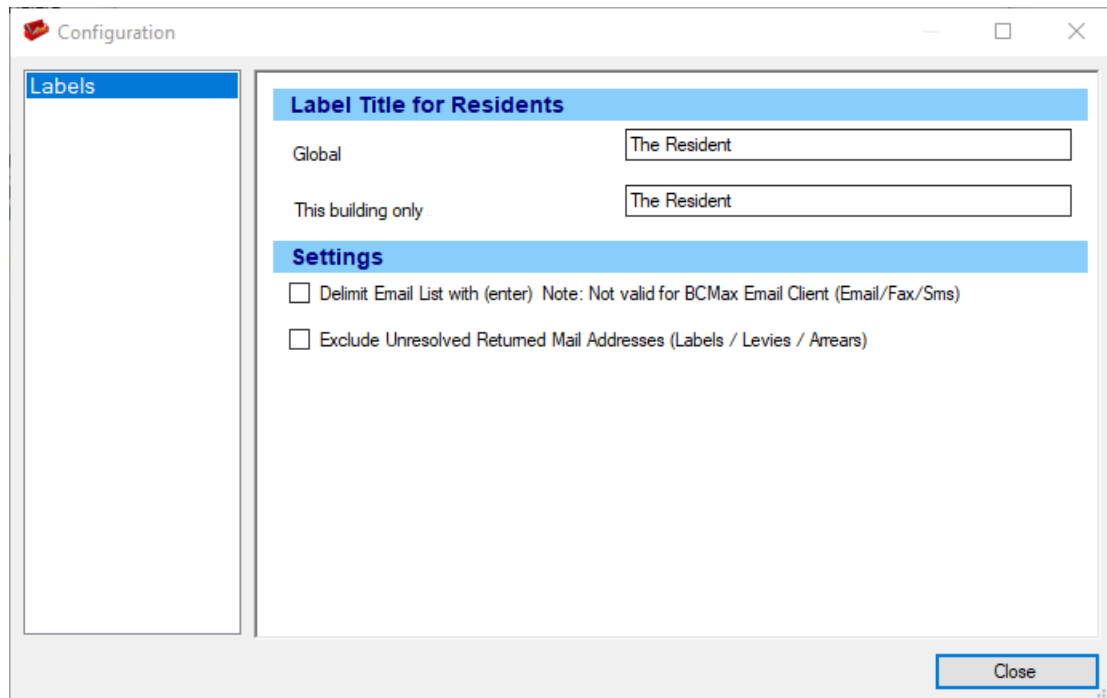 Configuration
Labels
Label Title for Residents
Global
The Resident
This building only
The Resident
Settings
Delimit Email List with (enter)  Note: Not valid for BCMax Email Client (Email/Fax/Sms)
Exclude Unresolved Returned Mail Addresses (Labels / Levies / Arrears)
Close